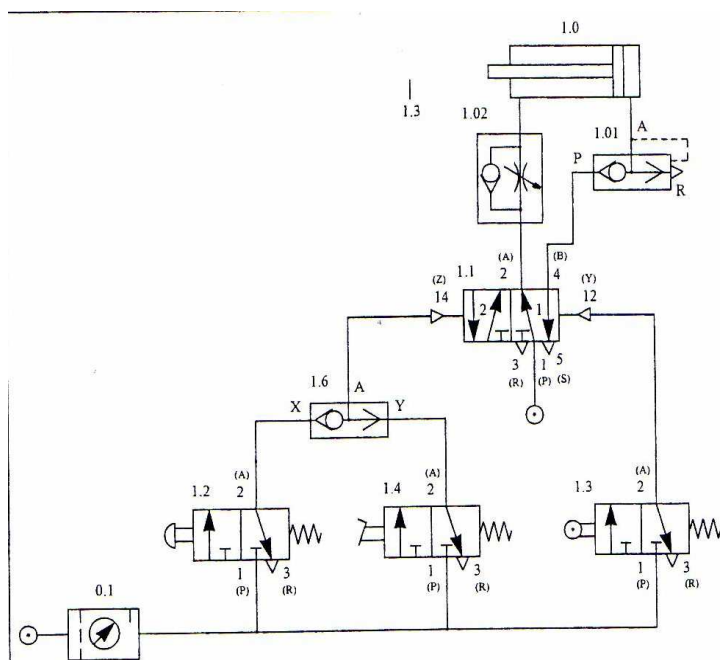 1.0
1.3
1.02
1.01 A
P
R
(A) (B)
(Z) 1.1 2 4 (Y)
14 12
2 1
3 1 5
(R) (P) (S)
1.6 A
X Y
(A) (A) (A)
1.2 2 1.4 2 1.3 2
1 3 1 3 1 3
(P) (R) (P) (R) (P) (R)
0.1